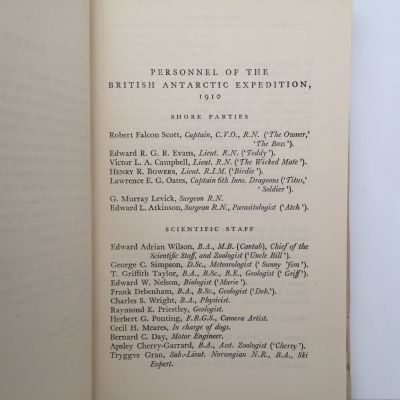 PERSONNEL OF THE
BRITISH ANTARCTIC EXPEDITION,
1910
SHORE PARTIES
Robert Falcon Scott, Captain, C.V.O., R.N. ('The Owner,'
'The Boss').
Edward R. G. R. Evans, Lieut. R.N. ('Teddy').
Victor L. A. Campbell, Lieut. R.N. ('The Wicked Mate').
Henry R. Bowers, Lieut. R.I.M. ('Birdie').
Lawrence E. G. Oates, Captain 6th Inns. Dragoons ('Titus,'
'Soldier').
G. Murray Levick, Surgeon R.N.
Edward L. Atkinson, Surgeon R.N., Parasitologist ('Atch').
SCIENTIFIC STAFF
Edward Adrian Wilson, B.A., M.B. (Cantab), Chief of the
Scientific Staff, and Zoologist ('Uncle Bill').
George C. Simpson, D.Sc., Meteorologist ('Sunny Jim').
T. Griffith Taylor, B.A., B.Sc., B.E., Geologist ('Griff').
Edward W. Nelson, Biologist ('Marie').
Frank Debenham, B.A., B.Sc., Geologist ('Deb.').
Charles S. Wright, B.A., Physicist.
Raymond E. Priestley, Geologist.
Herbert G. Ponting, F.R.G.S., Camera Artist.
Cecil H. Meares, In charge of dogs.
Bernard C. Day, Motor Engineer.
Apsley Cherry-Garrard, B.A., Asst. Zoologist ('Cherry').
Tryggve Gran, Sub.-Lieut. Norwegian N.R., B.A., Ski
Expert.